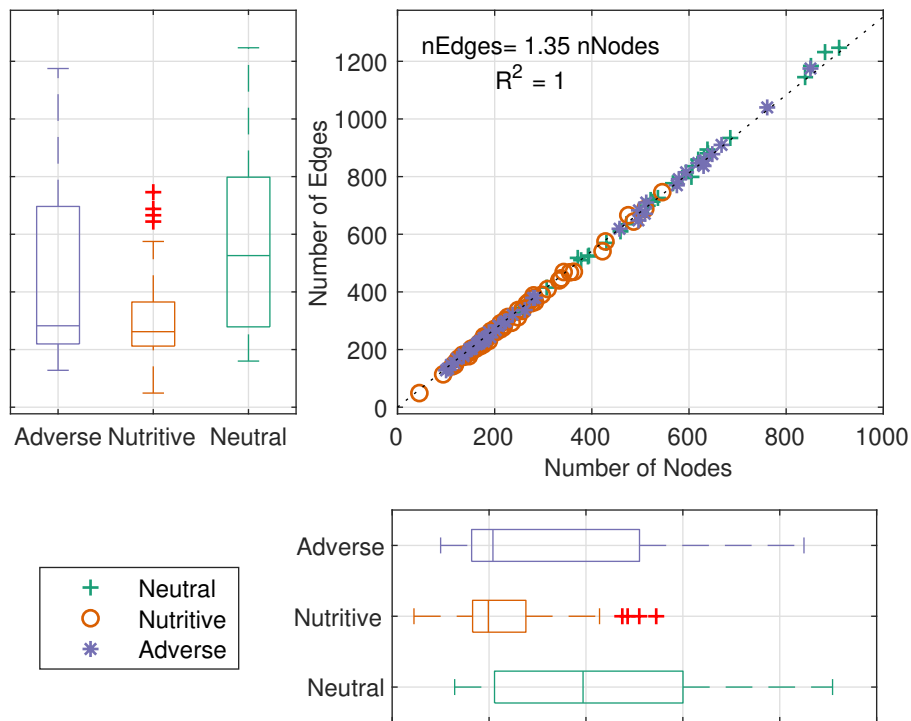 nEdges= 1.35 nNodes
R² = 1
Number of Edges
1200
1000
800
600
400
200
0
Adverse Nutritive Neutral
0 200 400 600 800 1000
Number of Nodes
Adverse
Nutritive
Neutral
Neutral
Nutritive
Adverse